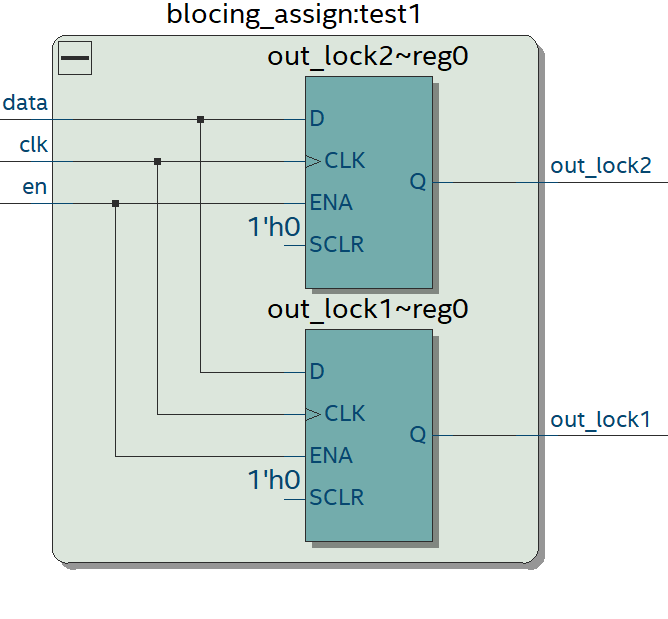 blocing_assign:test1
out_lock2~reg0
data
D
clk
CLK
out_lock2
Q
en
ENA
1'h0
SCLR
out_lock1~reg0
D
CLK
out_lock1
Q
ENA
1'h0
SCLR